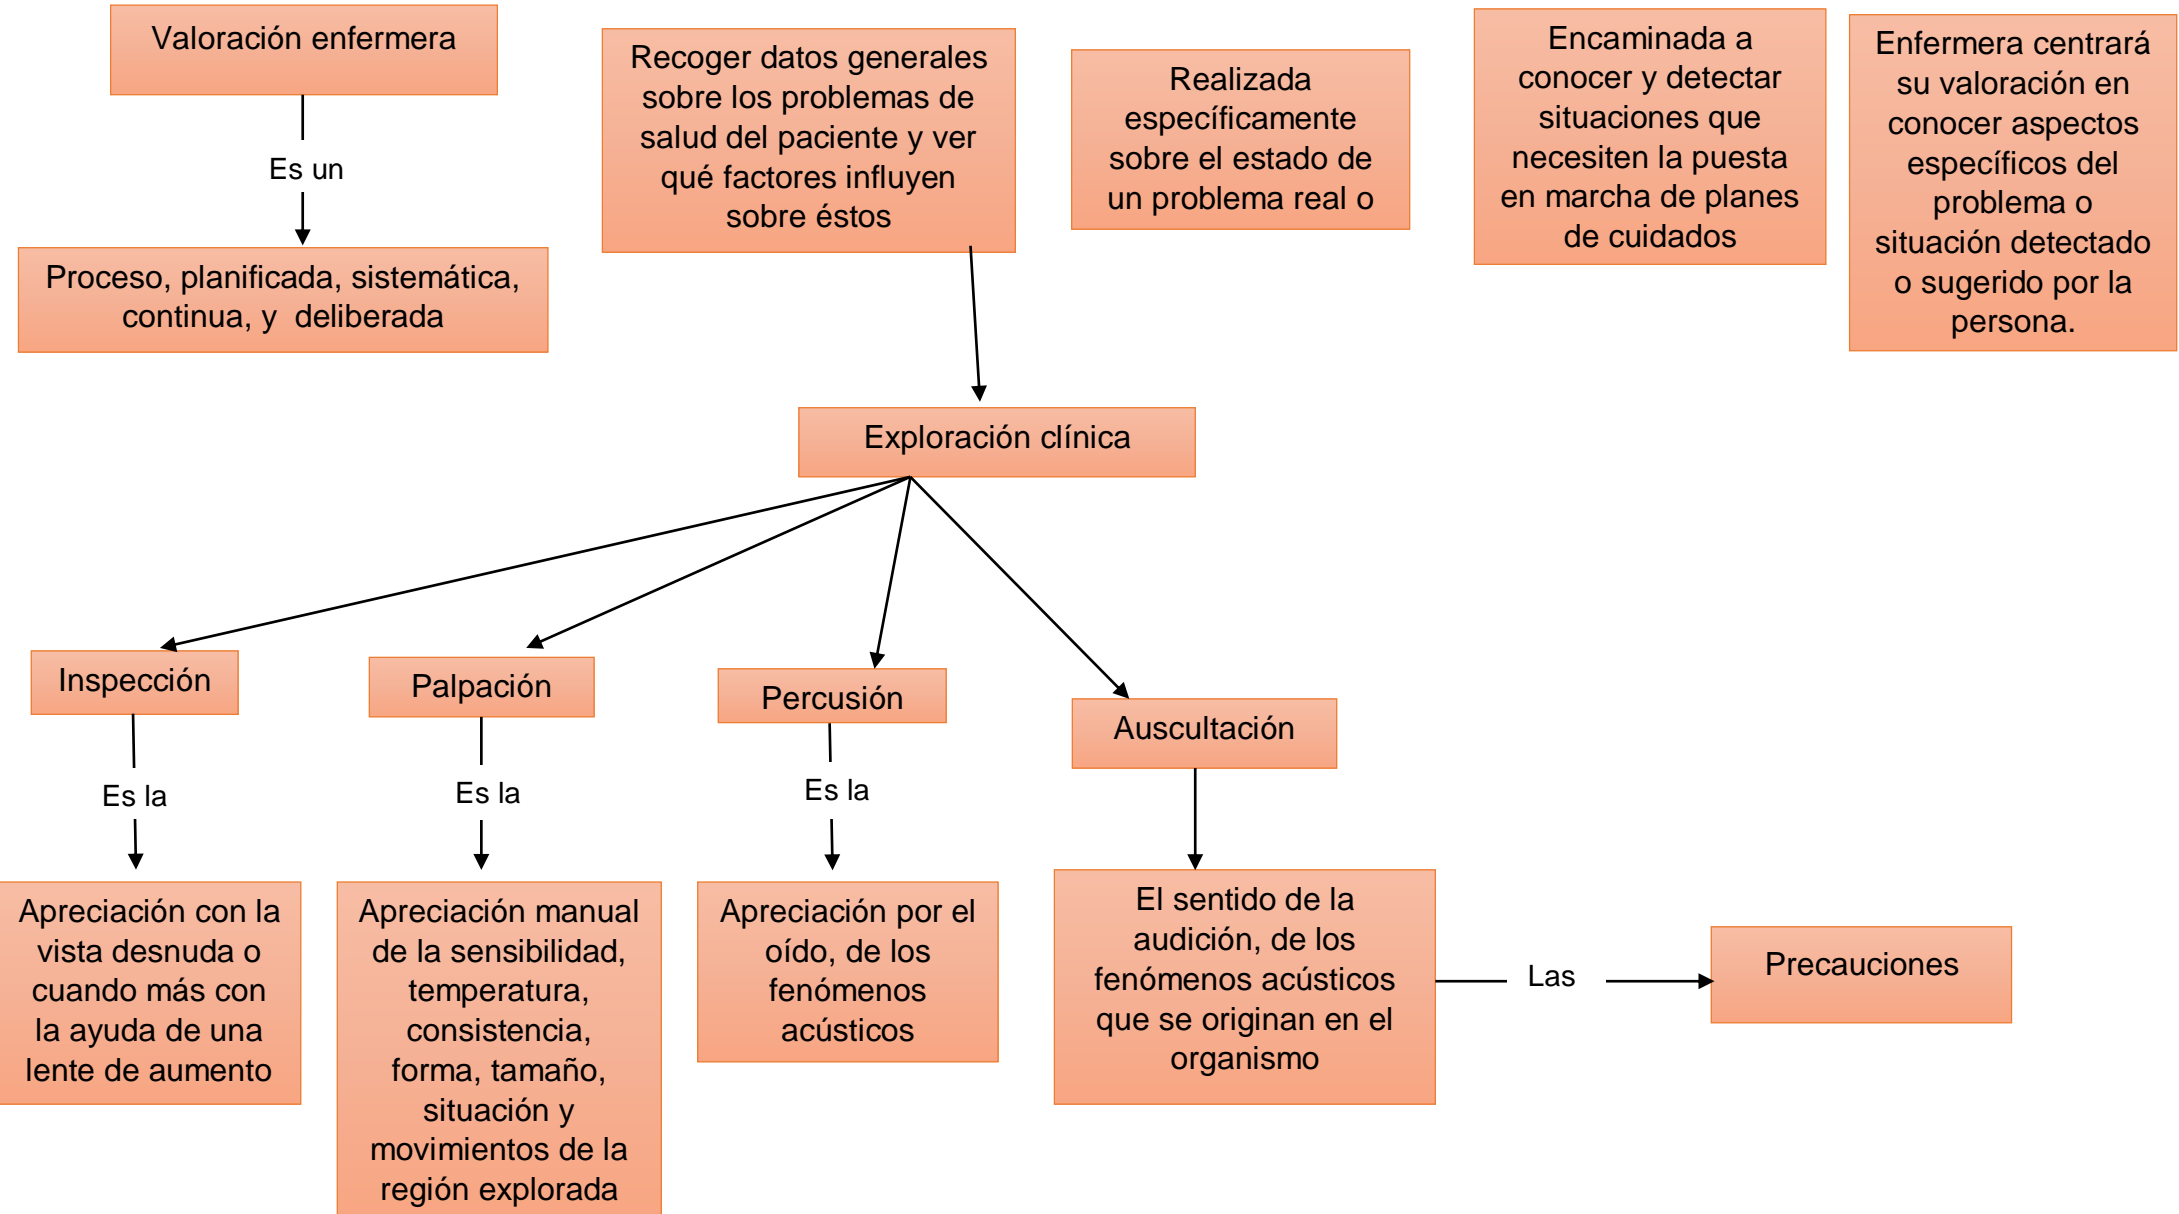 Valoración enfermera
Es un
Proceso, planificada, sistemática,
continua, y  deliberada
Recoger datos generales
sobre los problemas de
salud del paciente y ver
qué factores influyen
sobre éstos
Realizada
específicamente
sobre el estado de
un problema real o
Encaminada a
conocer y detectar
situaciones que
necesiten la puesta
en marcha de planes
de cuidados
Enfermera centrará
su valoración en
conocer aspectos
específicos del
problema o
situación detectado
o sugerido por la
persona.
Exploración clínica
Inspección
Es la
Apreciación con la
vista desnuda o
cuando más con
la ayuda de una
lente de aumento
Palpación
Es la
Apreciación manual
de la sensibilidad,
temperatura,
consistencia,
forma, tamaño,
situación y
movimientos de la
región explorada
Percusión
Es la
Apreciación por el
oído, de los
fenómenos
acústicos
Auscultación
El sentido de la
audición, de los
fenómenos acústicos
que se originan en el
organismo
Las
Precauciones